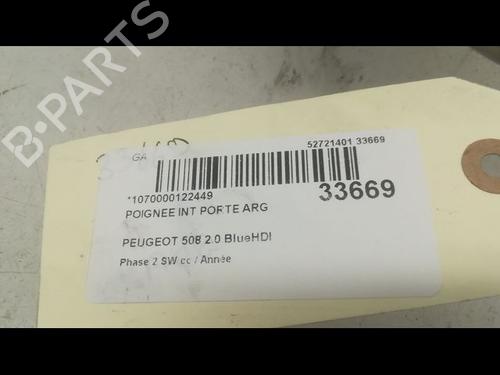 B-PARTS
GA
52721401 33669
*1070000122449
33669
POIGNEE INT PORTE ARG
PEUGEOT 508 2.0 BlueHDI
Phase 2 SW cc / Année